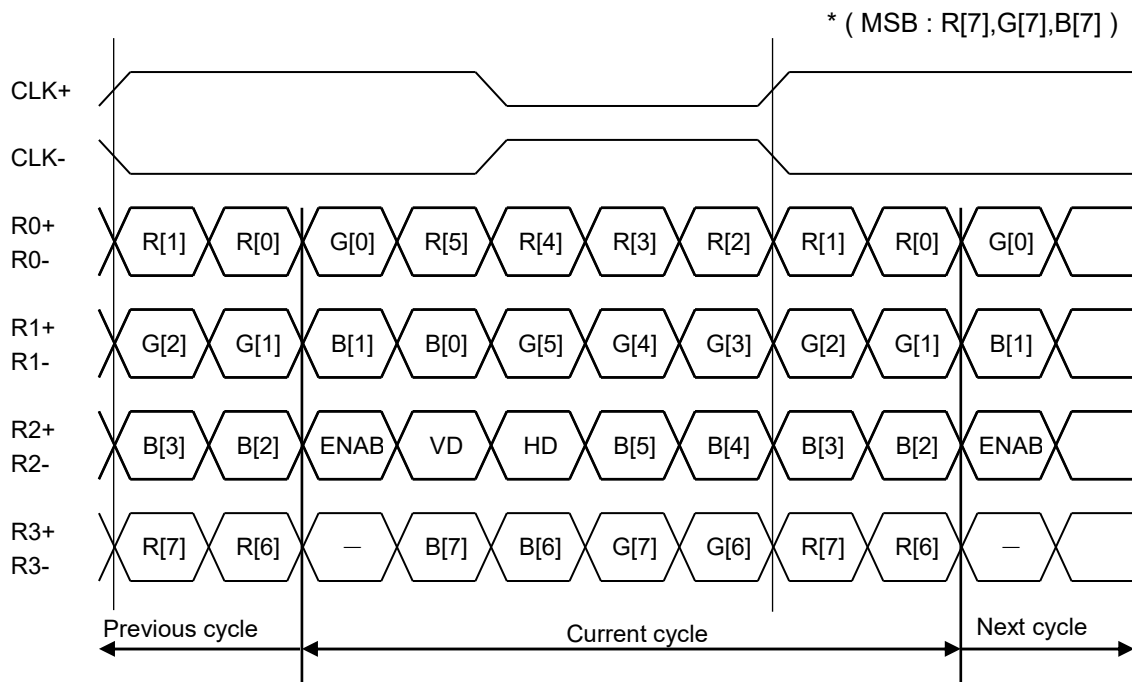 * ( MSB : R[7],G[7],B[7] )
CLK+
CLK-
R0+
R0-
R[1] R[0] G[0] R[5] R[4] R[3] R[2] R[1] R[0] G[0]
R1+
R1-
G[2] G[1] B[1] B[0] G[5] G[4] G[3] G[2] G[1] B[1]
R2+
R2-
B[3] B[2] ENAB VD HD B[5] B[4] B[3] B[2] ENAB
R3+
R3-
R[7] R[6] — B[7] B[6] G[7] G[6] R[7] R[6] —
Previous cycle Current cycle Next cycle